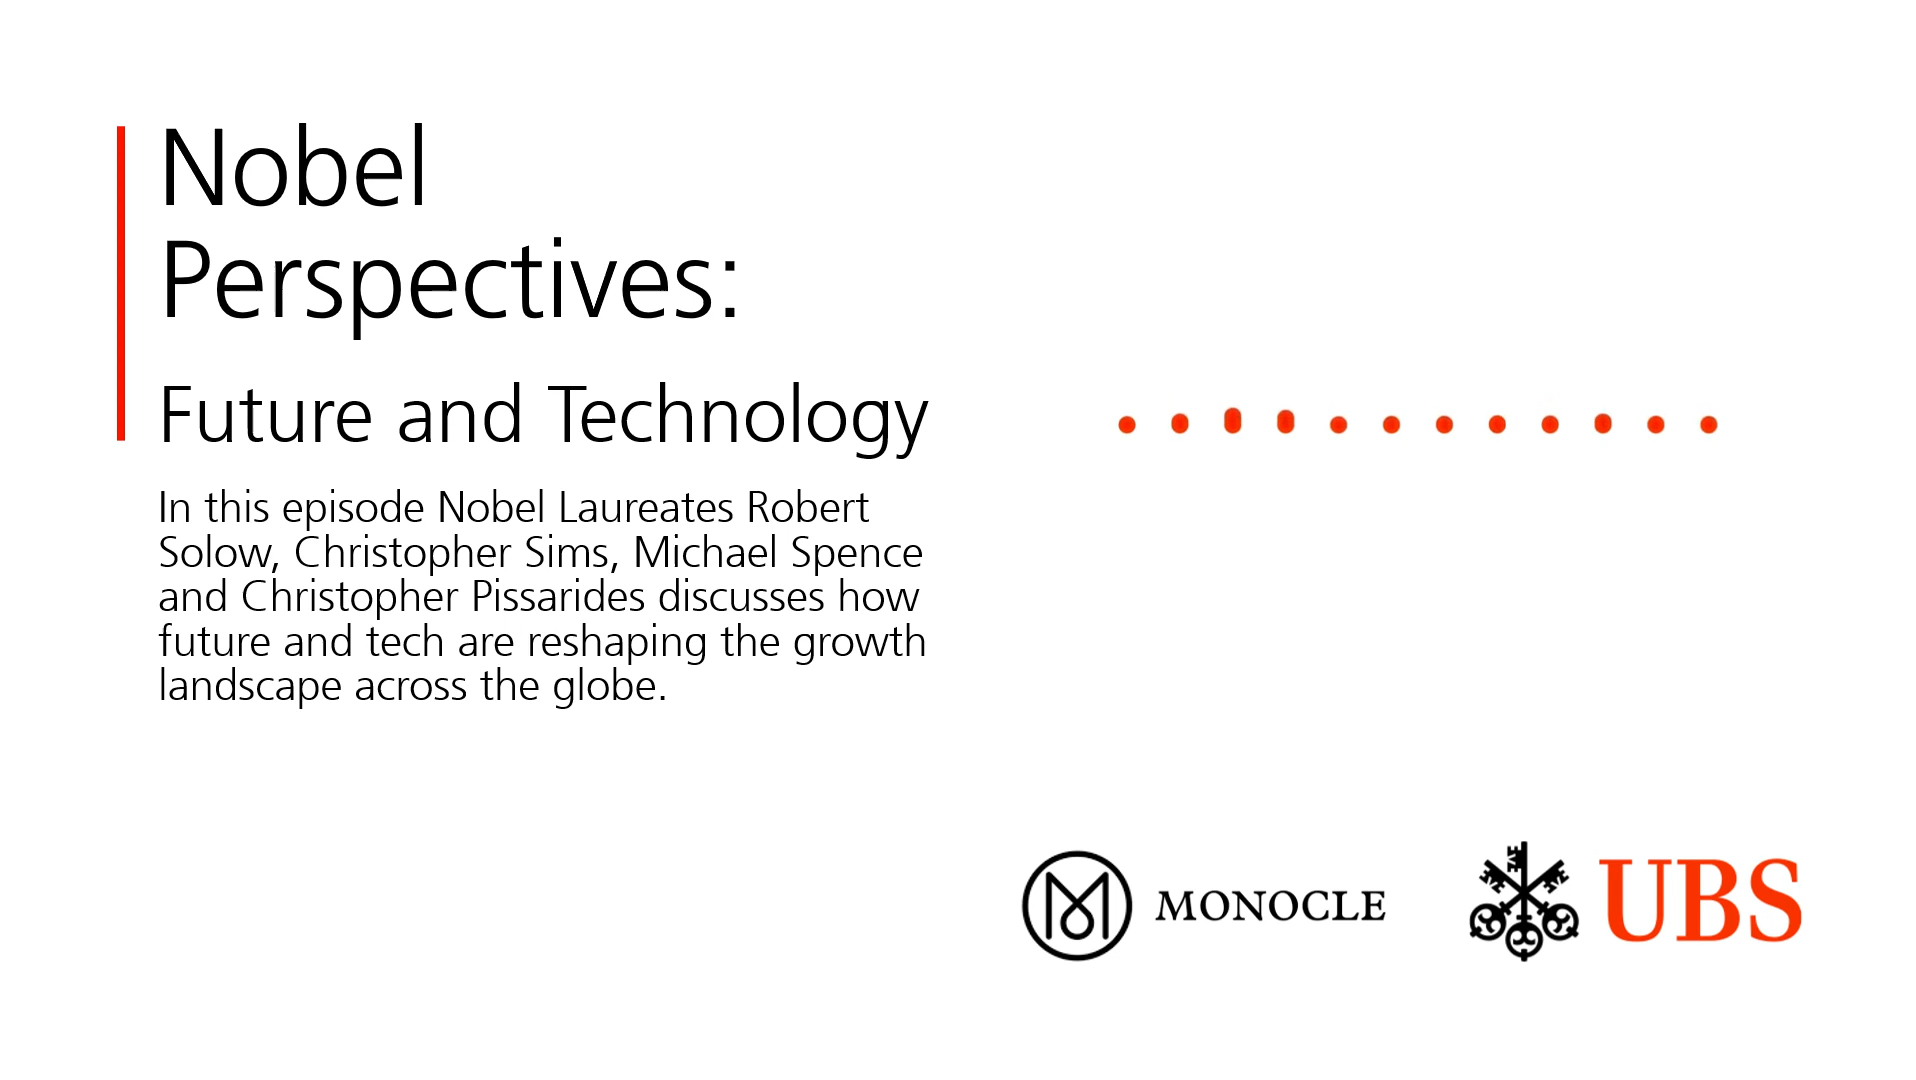 Nobel
Perspectives:
Future and Technology
In this episode Nobel Laureates Robert
Solow, Christopher Sims, Michael Spence
and Christopher Pissarides discusses how
future and tech are reshaping the growth
landscape across the globe.
MONOCLE
UBS